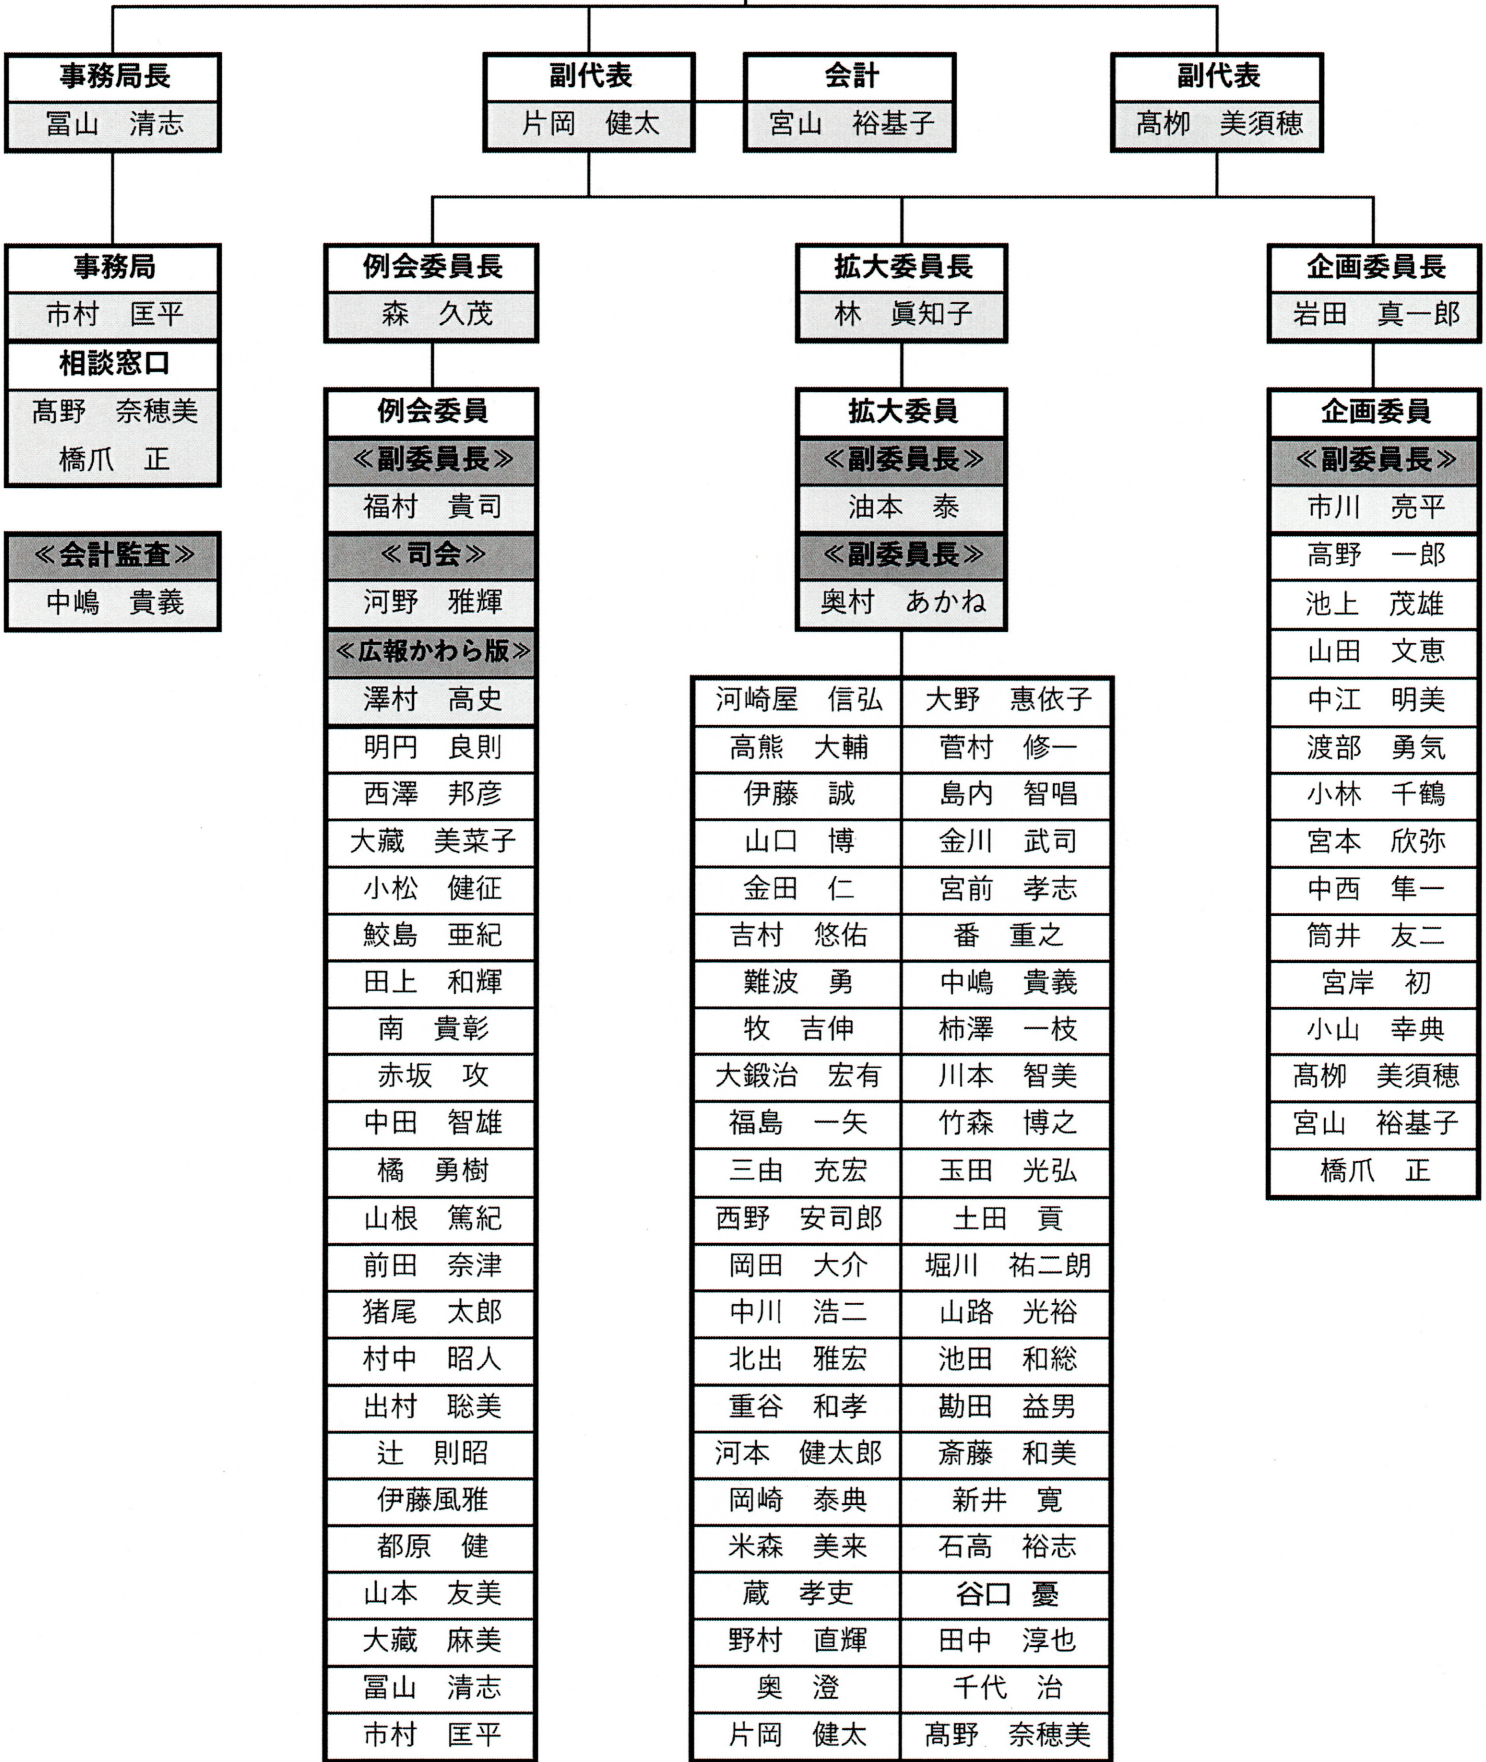 事務局長
冨山　清志
副代表
片岡　健太
会計
宮山　裕基子
副代表
髙栁　美須穂
事務局
市村　匡平
相談窓口
髙野　奈穂美
橋爪　正
≪会計監査≫
中嶋　貴義
例会委員長
森　久茂
例会委員
≪副委員長≫
福村　貴司
≪司会≫
河野　雅輝
≪広報かわら版≫
澤村　高史
明円　良則
西澤　邦彦
大藏　美菜子
小松　健征
鮫島　亜紀
田上　和輝
南　貴彰
赤坂　攻
中田　智雄
橘　勇樹
山根　篤紀
前田　奈津
猪尾　太郎
村中　昭人
出村　聡美
辻　則昭
伊藤風雅
都原　健
山本　友美
大藏　麻美
冨山　清志
市村　匡平
拡大委員長
林　眞知子
拡大委員
≪副委員長≫
油本　泰
≪副委員長≫
奥村　あかね
河崎屋　信弘　大野　惠依子
高熊　大輔　菅村　修一
伊藤　誠　島内　智唱
山口　博　金川　武司
金田　仁　宮前　孝志
吉村　悠佑　番　重之
難波　勇　中嶋　貴義
牧　吉伸　柿澤　一枝
大鍛治　宏有　川本　智美
福島　一矢　竹森　博之
三由　充宏　玉田　光弘
西野　安司郎　土田　貢
岡田　大介　堀川　祐二朗
中川　浩二　山路　光裕
北出　雅宏　池田　和総
重谷　和孝　勘田　益男
河本　健太郎　斎藤　和美
岡崎　泰典　新井　寛
米森　美来　石高　裕志
蔵　孝吏　谷口　憂
野村　直輝　田中　淳也
奥　澄　千代　治
片岡　健太　髙野　奈穂美
企画委員長
岩田　真一郎
企画委員
≪副委員長≫
市川　亮平
高野　一郎
池上　茂雄
山田　文恵
中江　明美
渡部　勇気
小林　千鶴
宮本　欣弥
中西　隼一
筒井　友二
宮岸　初
小山　幸典
髙栁　美須穂
宮山　裕基子
橋爪　正